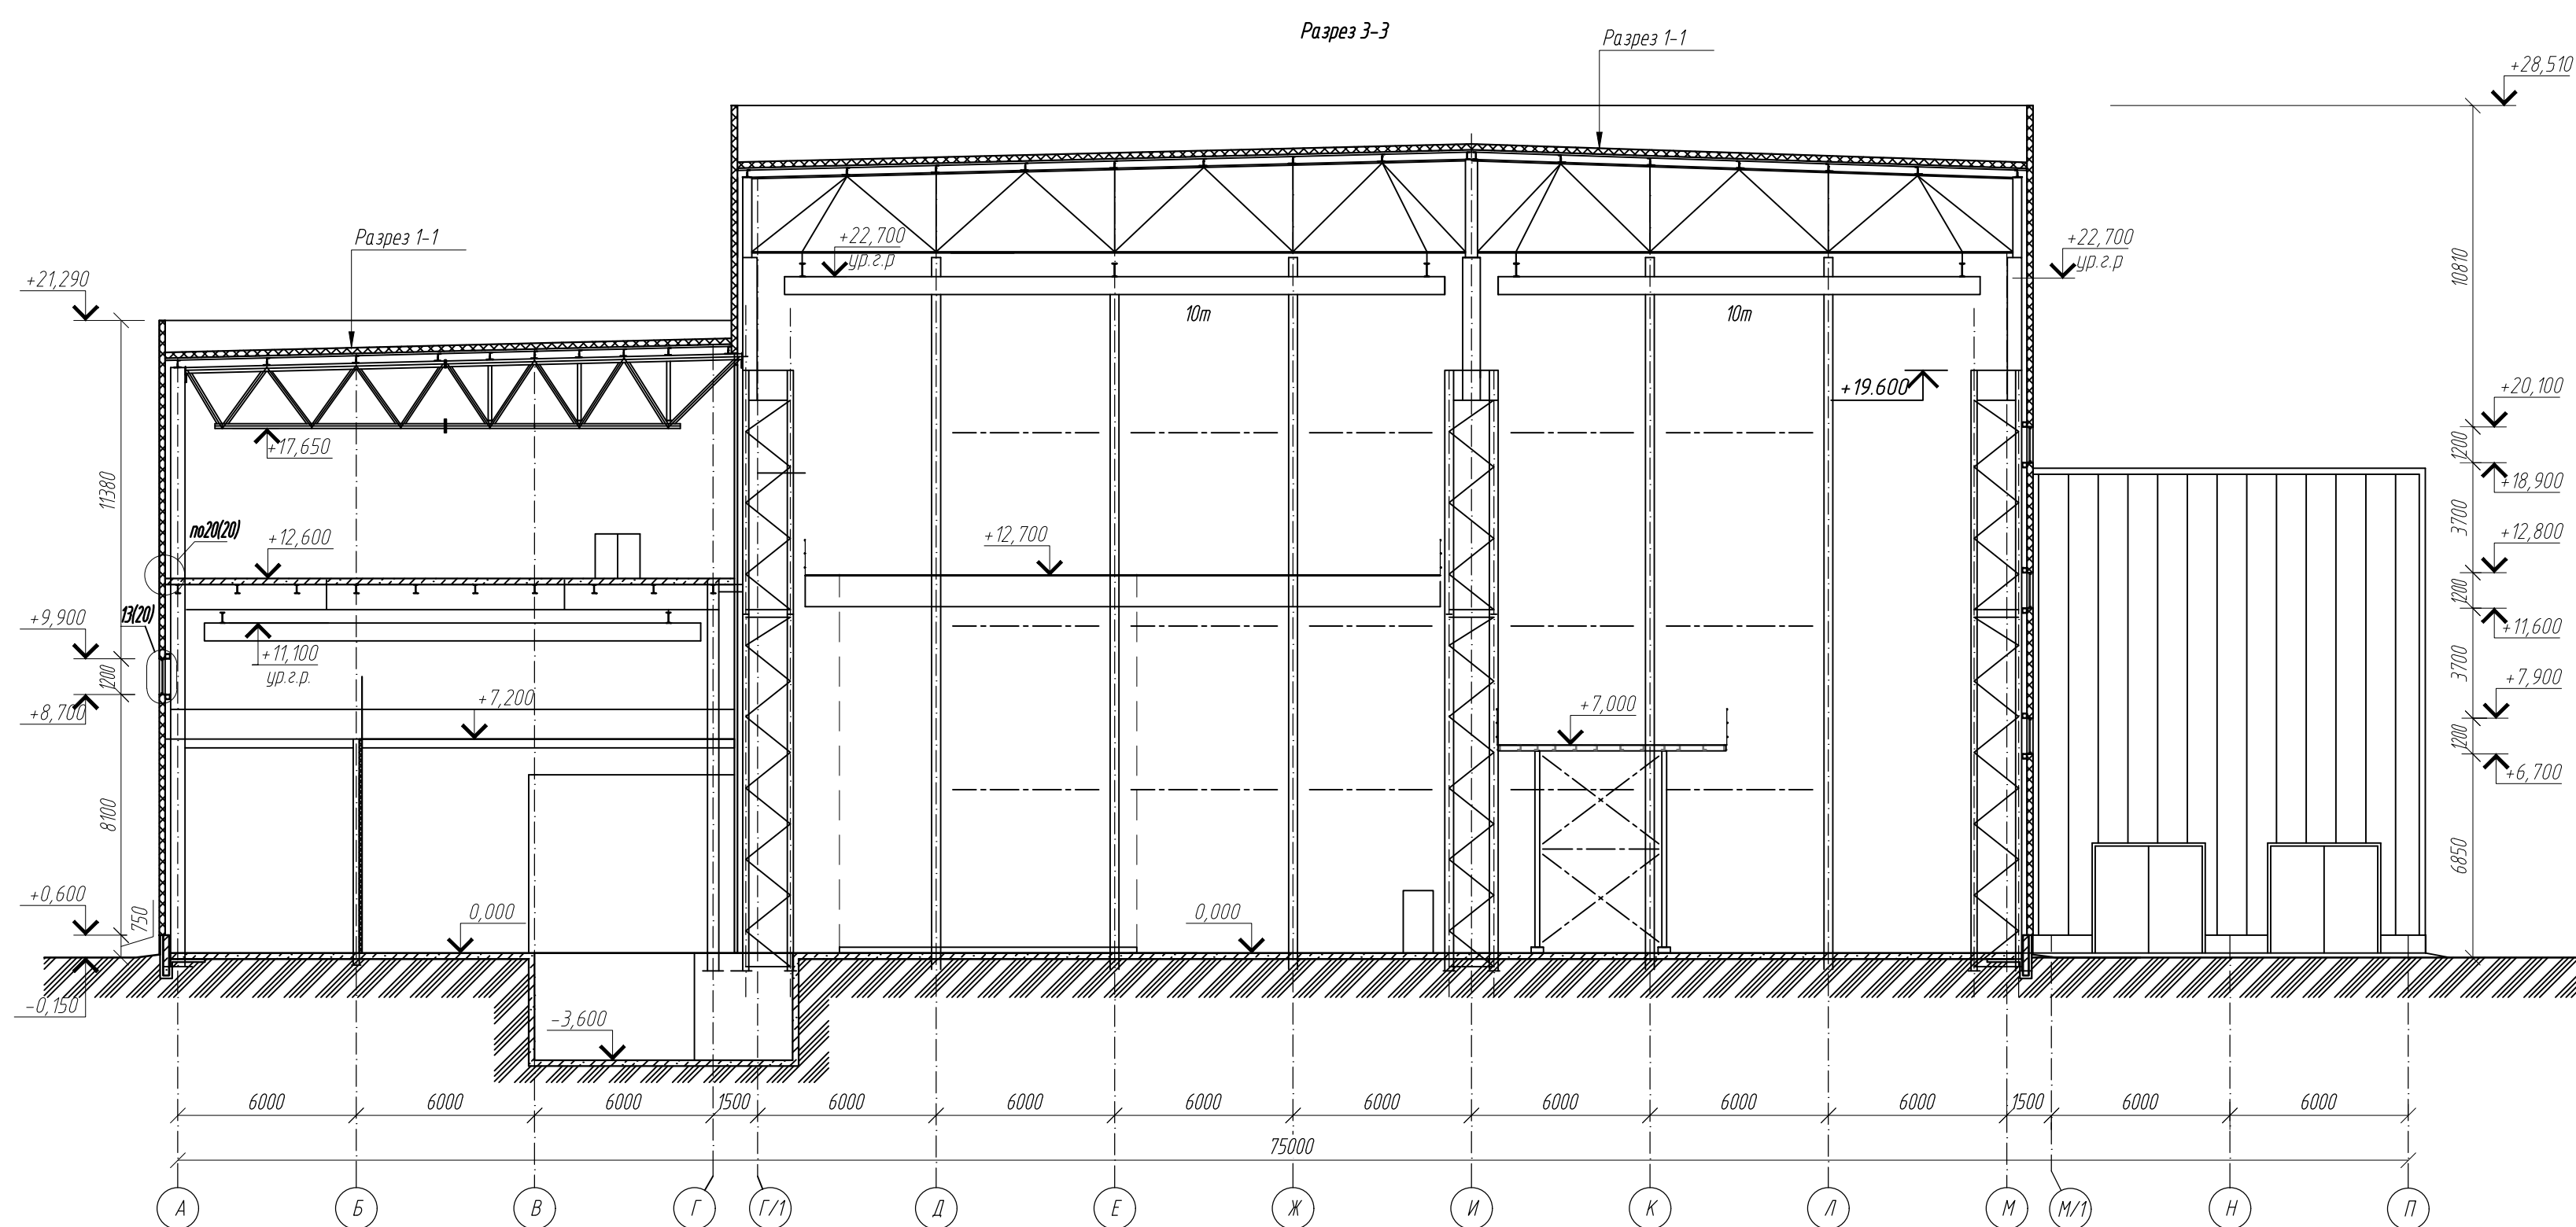 Разрез 3-3
Разрез 1-1
+28,510
Разрез 1-1
+22,700
ур.г.р
+22,700
ур.г.р
+21,290
10810
10т
10т
+19.600
+20,100
+17,650
1200
+18,900
11380
по20(20)
+12,600
+12,700
3700
+12,800
1200
13(20)
+9,900
+11,600
+11,100
ур.г.р.
1200
3700
+8,700
+7,200
+7,000
+7,900
1200
+6,700
8100
6850
+0,600
750
0,000
0,000
-0,150
-3,600
6000
6000
6000
1500
6000
6000
6000
6000
6000
6000
6000
1500
6000
6000
75000
А
Б
В
Г
Г/1
Д
Е
Ж
И
К
Л
М
М/1
Н
П